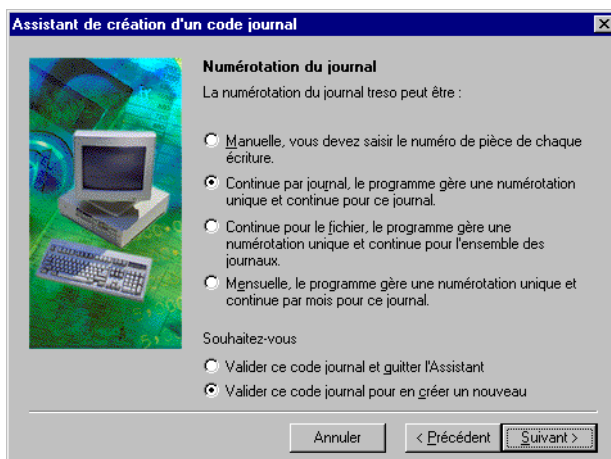 Assistant de création d'un code journal
Numérotation du journal
La numérotation du journal treso peut être :
Manuelle, vous devez saisir le numéro de pièce de chaque
écriture.
Continue par journal, le programme gère une numérotation
unique et continue pour ce journal.
Continue pour le fichier, le programme gère une
numérotation unique et continue pour l'ensemble des
journaux.
Mensuelle, le programme gère une numérotation unique et
continue par mois pour ce journal.
Souhaitez-vous
Valider ce code journal et quitter l'Assistant
Valider ce code journal pour en créer un nouveau
Annuler
< Précédent
Suivant >